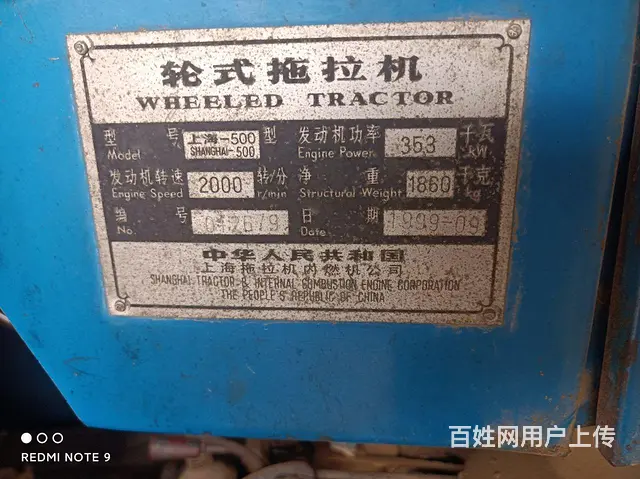 轮式拖拉机
WHEELED TRACTOR
型 号 上海-500 型 发动机功率 353 千瓦
Model SHANGHAI-500 Engine Power kW
发动机转速 2000 转/分 净 重 1860 千克
Engine Speed r/min Structural Weight kg
编 号 012679 日 期 1999-09
No. Date
中华人民共和国
上海拖拉机内燃机公司
SHANGHAI TRACTOR & INTERNAL COMBUSTION ENGINE CORPORATION
THE PEOPLE'S REPUBLIC OF CHINA
REDMI NOTE 9
百姓网用户上传